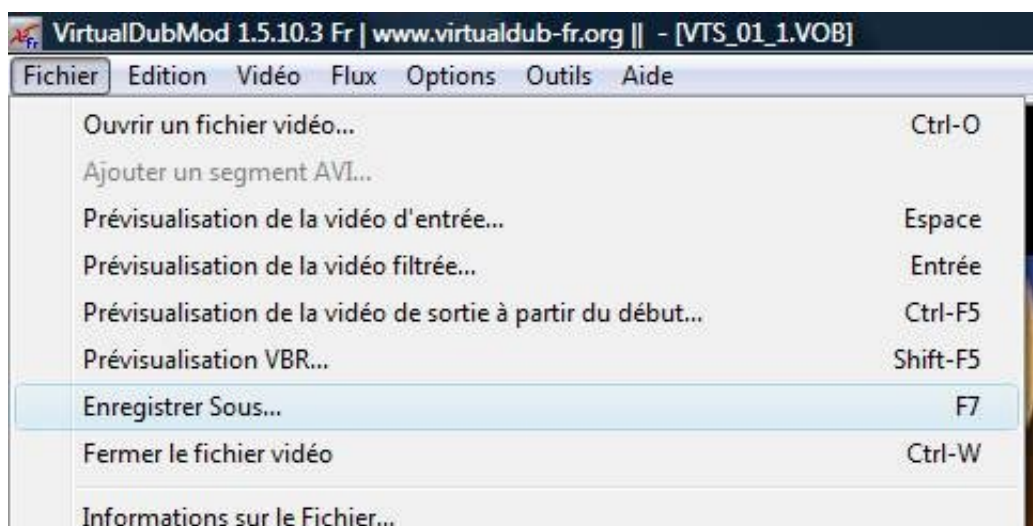 VirtualDubMod 1.5.10.3 Fr | www.virtualdub-fr.org || - [VTS_01_1.VOB]
Fichier Edition Vidéo Flux Options Outils Aide
Ouvrir un fichier vidéo... Ctrl-O
Ajouter un segment AVI...
Prévisualisation de la vidéo d'entrée... Espace
Prévisualisation de la vidéo filtrée... Entrée
Prévisualisation de la vidéo de sortie à partir du début... Ctrl-F5
Prévisualisation VBR... Shift-F5
Enregistrer Sous... F7
Fermer le fichier vidéo Ctrl-W
Informations sur le Fichier...